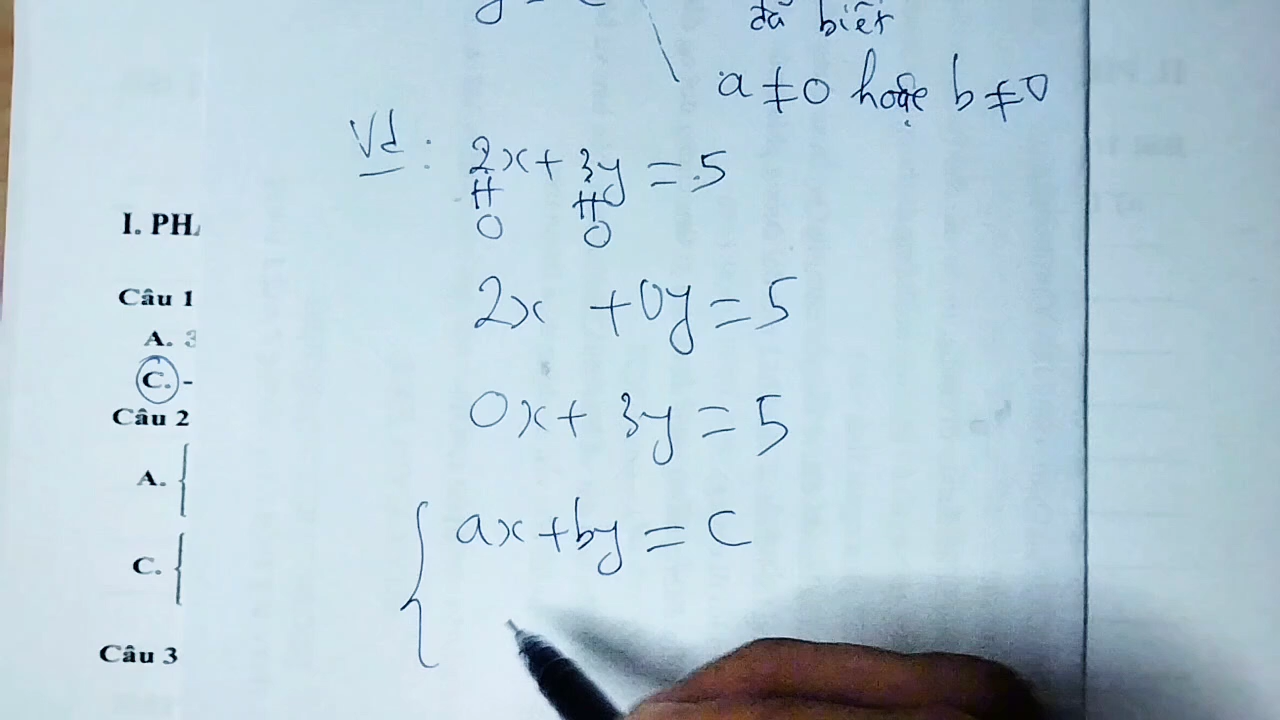 đã biết
a ≠ 0 hoặc b ≠ 0
Vd: 2x + 3y = 5
≠ ≠
0 0
2x + 0y = 5
0x + 3y = 5
{ ax + by = c
I. PH
Câu 1
A. 3
C. -
Câu 2
A. {
C. {
Câu 3